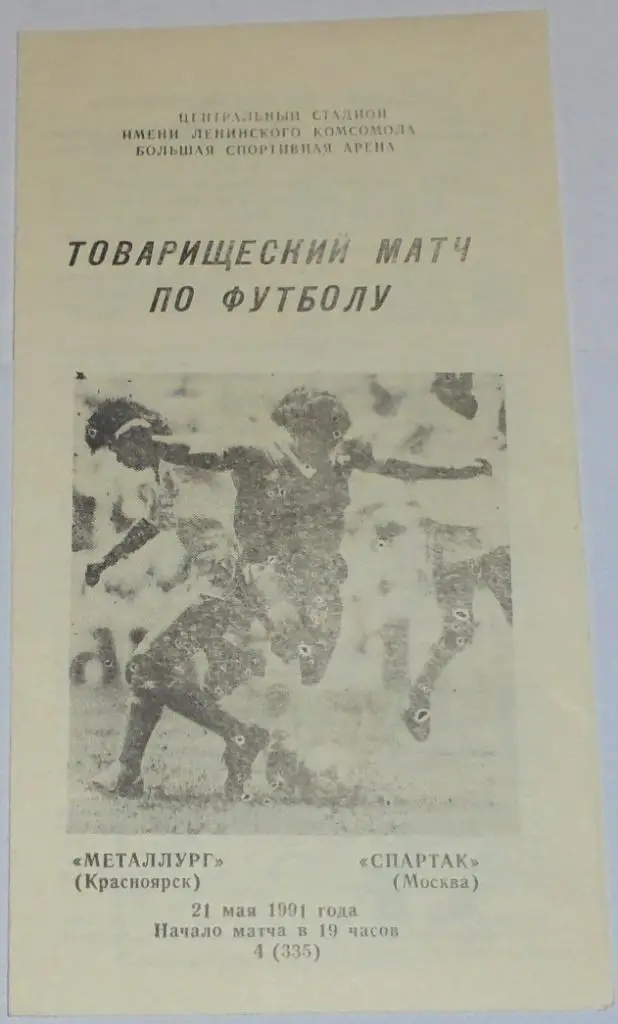 ЦЕНТРАЛЬНЫЙ СТАДИОН
ИМЕНИ ЛЕНИНСКОГО КОМСОМОЛА
БОЛЬШАЯ СПОРТИВНАЯ АРЕНА
ТОВАРИЩЕСКИЙ МАТЧ
ПО ФУТБОЛУ
di
«МЕТАЛЛУРГ» «СПАРТАК»
(Красноярск) (Москва)
21 мая 1991 года
Начало матча в 19 часов
4 (335)